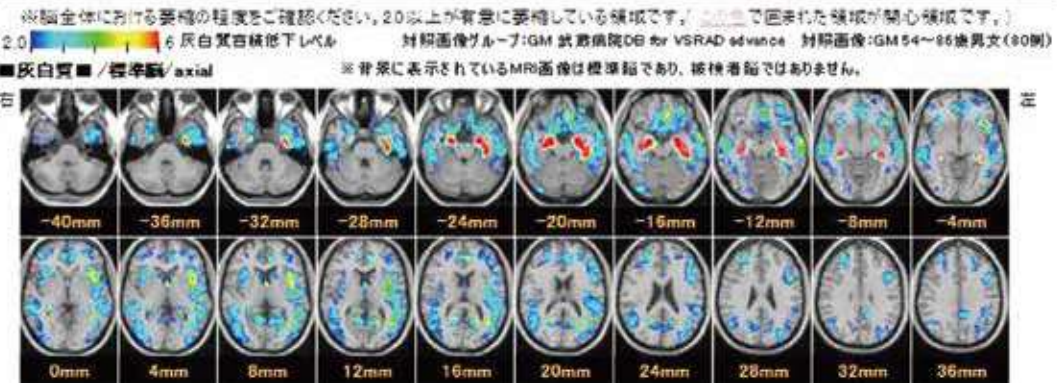 ※脳全体における萎縮の程度をご確認ください。2.0以上が有意に萎縮している領域です。( この色で囲まれた領域が関心領域です。)
2.0 6 灰白質容積低下レベル 対照画像グループ:GM 武蔵病院DB for VSRAD advance 対照画像:GM 54～86歳男女(80例)
■灰白質■ /標準脳/axial ※背景に表示されているMRI画像は標準脳であり、被検者脳ではありません。
右 左
-40mm -36mm -32mm -28mm -24mm -20mm -16mm -12mm -8mm -4mm
0mm 4mm 8mm 12mm 16mm 20mm 24mm 28mm 32mm 36mm